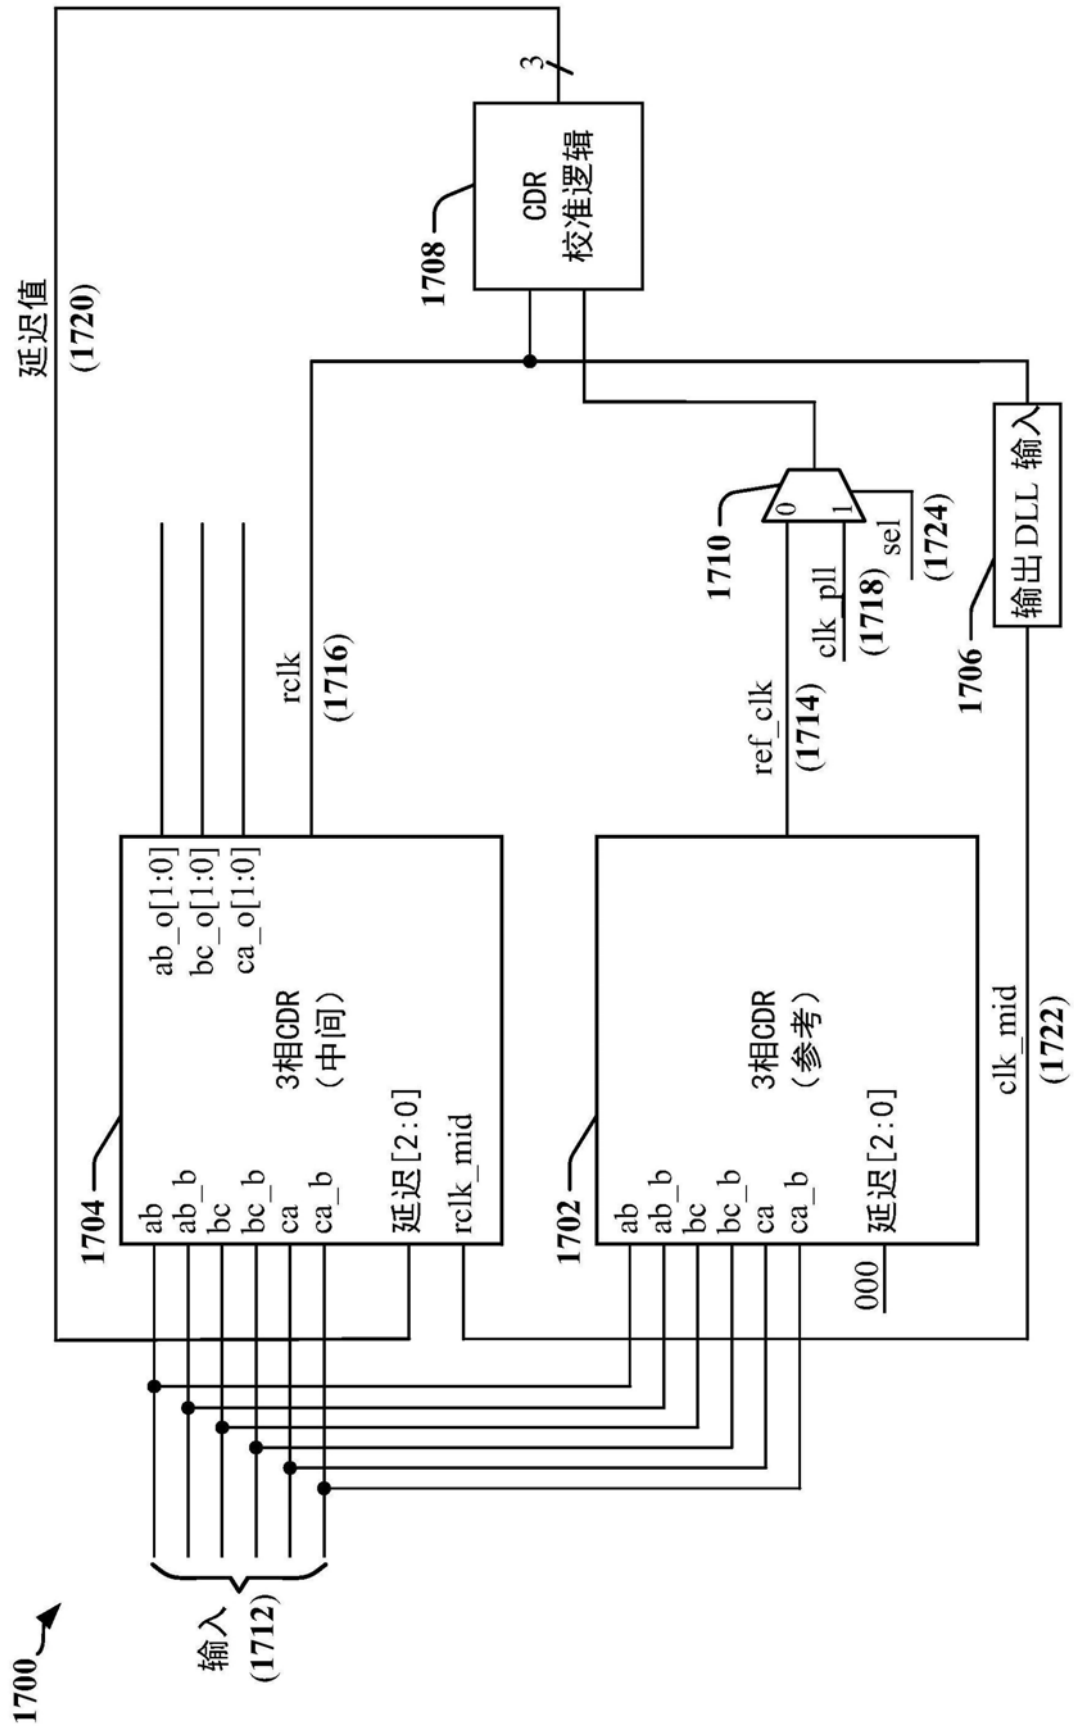 1700
输入
(1712)
延迟值
(1720)
1704
ab
ab_b
bc
bc_b
ca
ca_b
延迟[2:0]
rclk_mid
3相CDR
(中间)
ab_o[1:0]
bc_o[1:0]
ca_o[1:0]
rclk
(1716)
1708
CDR
校准逻辑
3
1702
ab
ab_b
bc
bc_b
ca
ca_b
延迟[2:0]
000
3相CDR
(参考)
ref_clk
(1714)
1710
0
1
clk_pll
(1718)
sel
(1724)
1706
输出DLL 输入
clk_mid
(1722)